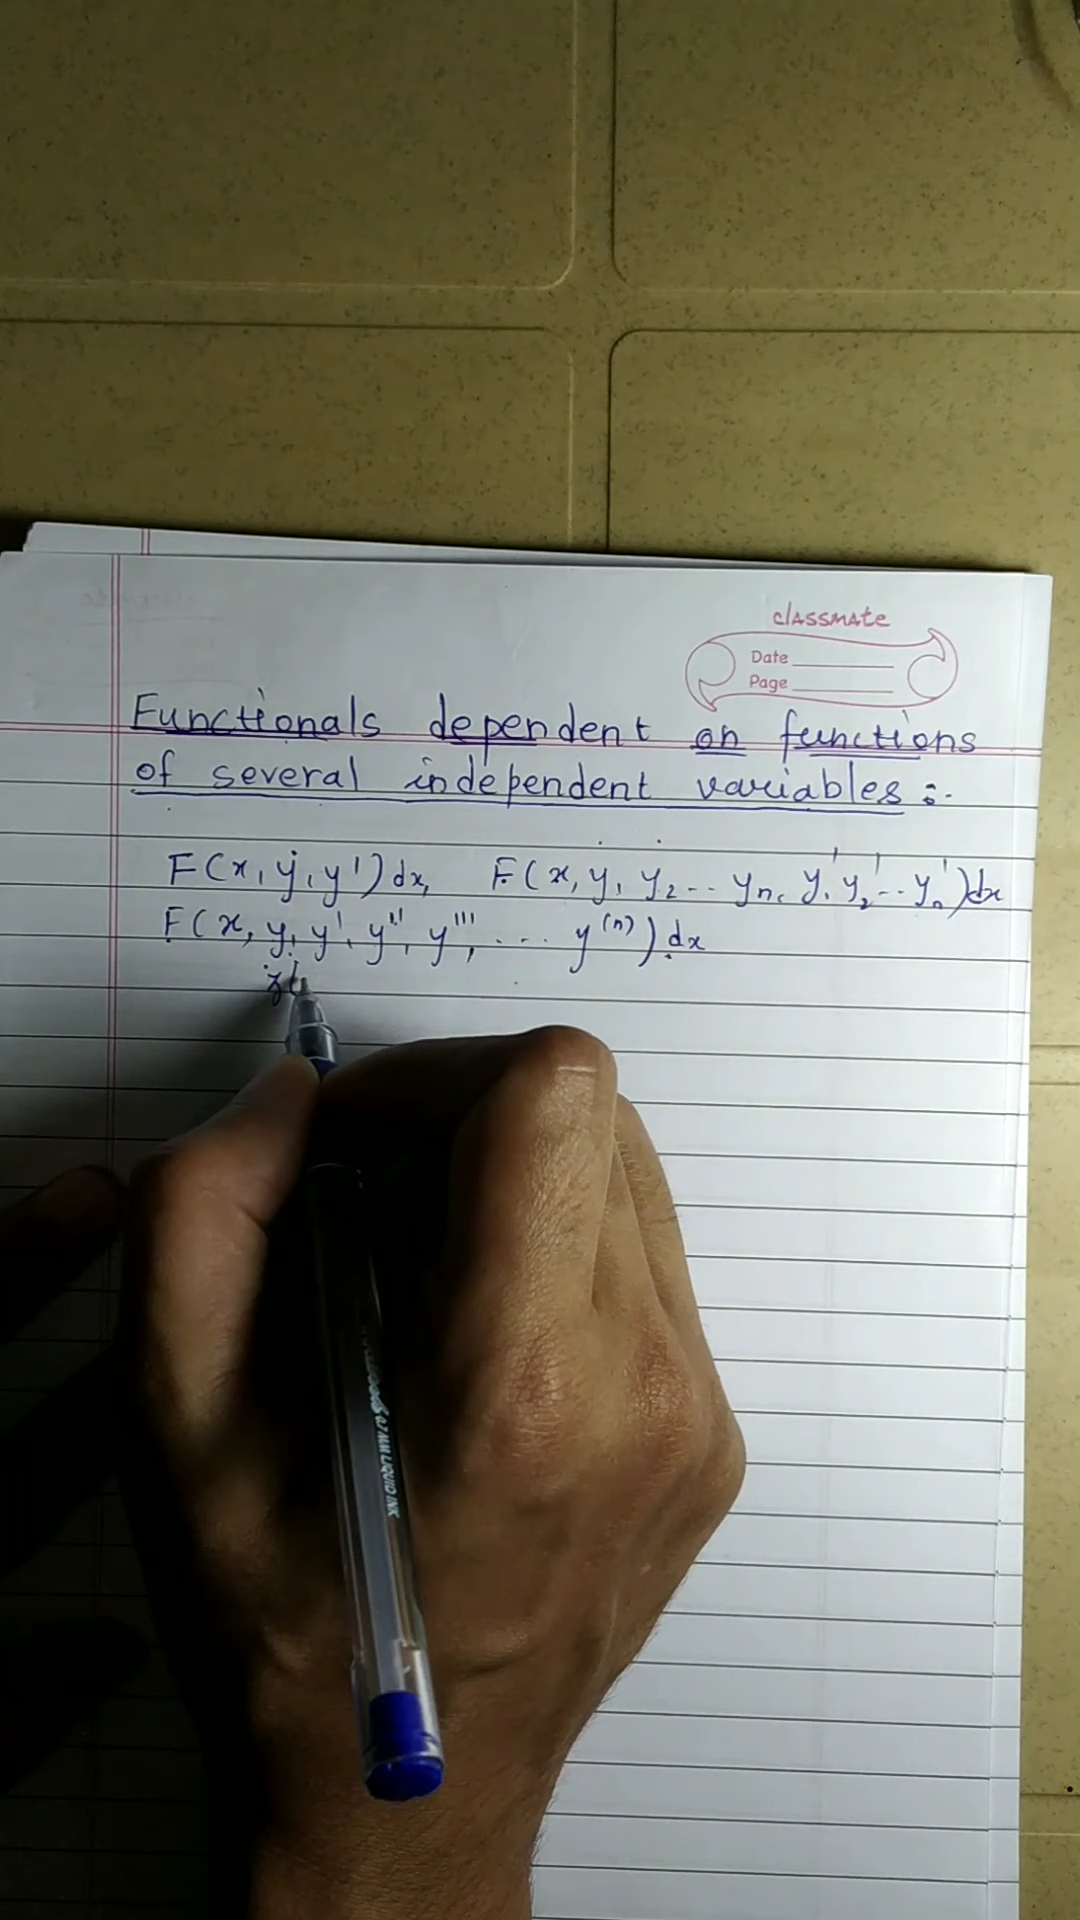 classmate
Date
Page
Functionals dependent on functions
of several independent variables :-
F(x, y, y') dx, F(x, y, y2 -- yn, y, y2' -- yn') dx
F(x, y, y', y'', y''', ... y(n)) dx
z(